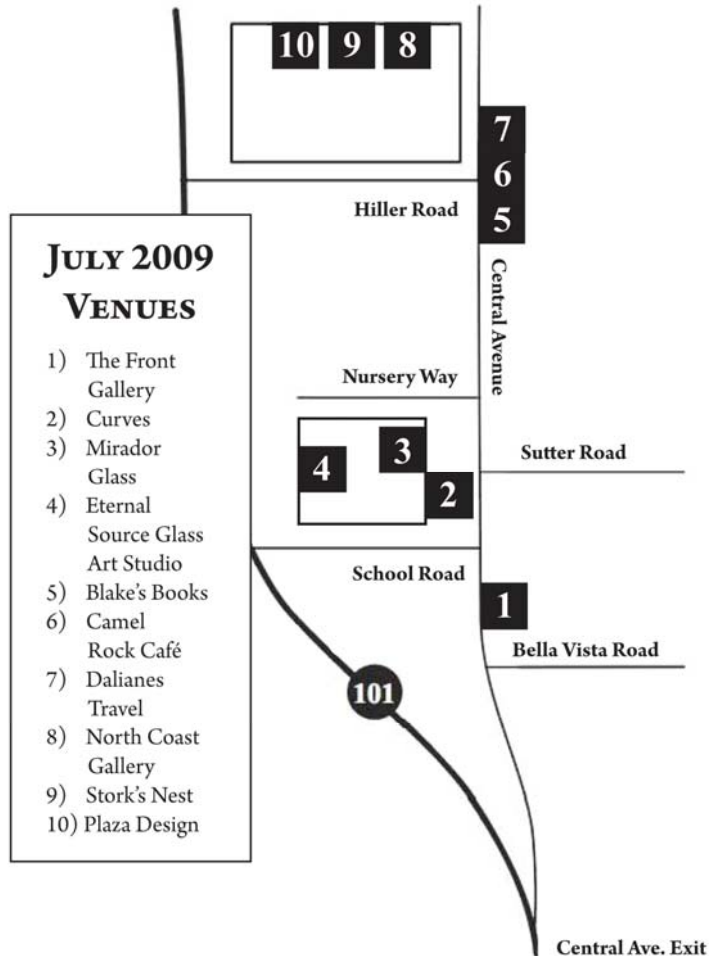 10 9 8
7
6
Hiller Road
5
July 2009
Venues
1) The Front
Gallery
2) Curves
3) Mirador
Glass
4) Eternal
Source Glass
Art Studio
5) Blake's Books
6) Camel
Rock Café
7) Dalianes
Travel
8) North Coast
Gallery
9) Stork's Nest
10) Plaza Design
Central Avenue
Nursery Way
3
4
Sutter Road
2
School Road
1
Bella Vista Road
101
Central Ave. Exit